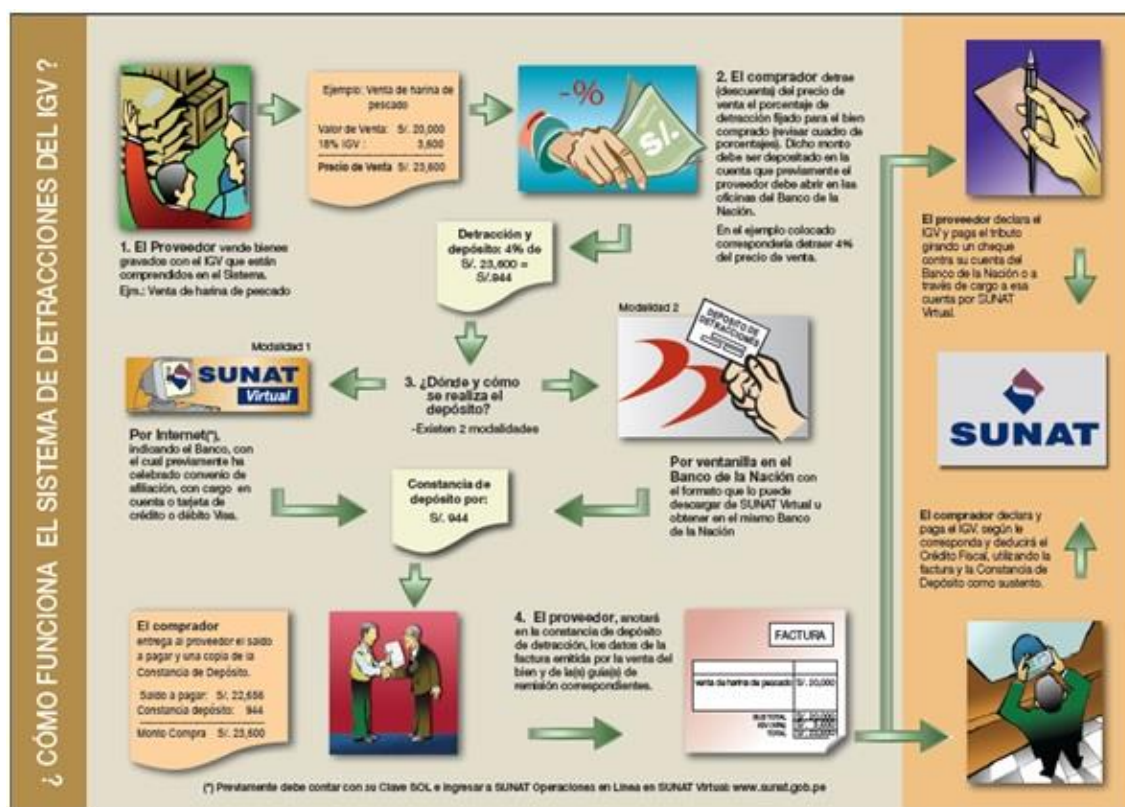 ¿ CÓMO FUNCIONA EL SISTEMA DE DETRACCIONES DEL IGV ?
1. El Proveedor vende bienes
gravados con el IGV que están
comprendidos en el Sistema.
Ejm.: Venta de harina de pescado
Ejemplo: Venta de harina de
pescado
Valor de Venta: S/. 20,000
18% IGV : 3,600
Precio de Venta S/. 23,600
-%
S/.
2. El comprador detrae
(descuenta) del precio de
venta el porcentaje de
detracción fijado para el bien
comprado (revisar cuadro de
porcentajes). Dicho monto
debe ser depositado en la
cuenta que previamente el
proveedor debe abrir en las
oficinas del Banco de la
Nación.
En el ejemplo colocado
correspondería detraer 4%
del precio de venta.
Detracción y
depósito: 4% de
S/. 23,600 =
S/.944
3. ¿Dónde y cómo
se realiza el
depósito?
-Existen 2 modalidades
Modalidad 1
SUNAT
Virtual
Por Internet(*),
indicando el Banco, con
el cual previamente ha
celebrado convenio de
afiliación, con cargo en
cuenta o tarjeta de
crédito o débito Visa.
Modalidad 2
DEPOSITO DE
DETRACCIONES
Por ventanilla en el
Banco de la Nación con
el formato que lo puede
descargar de SUNAT Virtual u
obtener en el mismo Banco
de la Nación
Constancia de
depósito por:
S/. 944
El comprador
entrega al proveedor el saldo
a pagar y una copia de la
Constancia de Depósito.
Saldo a pagar: S/. 22,656
Constancia depósito: 944
Monto Compra S/. 23,600
4. El proveedor, anotará
en la constancia de depósito
de detracción, los datos de la
factura emitida por la venta del
bien y de la(s) guía(s) de
remisión correspondientes.
FACTURA
venta de harina de pescado S/. 20,000
SUB TOTAL
IGV
TOTAL
El proveedor declara el
IGV y paga el tributo
girando un cheque
contra su cuenta del
Banco de la Nación o a
través de cargo a esa
cuenta por SUNAT
Virtual.
SUNAT
El comprador declara y
paga el IGV, según le
corresponda y deducirá el
Crédito Fiscal, utilizando la
factura y la Constancia de
Depósito como sustento.
(*) Previamente debe contar con su Clave SOL e ingresar a SUNAT Operaciones en Línea en SUNAT Virtual: www.sunat.gob.pe